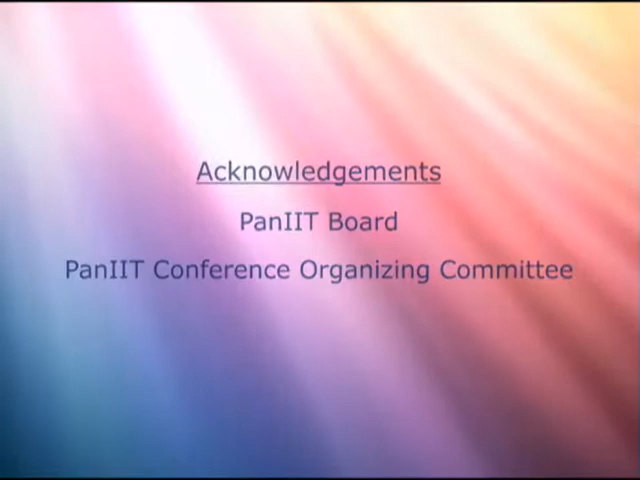 Acknowledgements
PanIIT Board
PanIIT Conference Organizing Committee